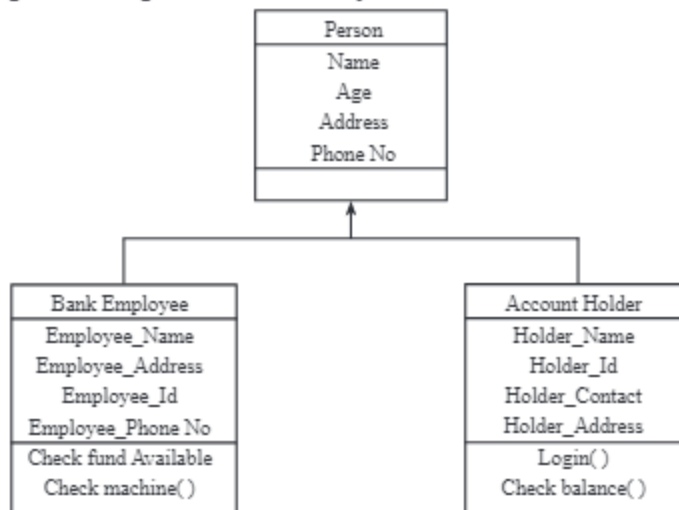 Person
Name
Age
Address
Phone No
Bank Employee
Employee_Name
Employee_Address
Employee_Id
Employee_Phone No
Check fund Available
Check machine( )
Account Holder
Holder_Name
Holder_Id
Holder_Contact
Holder_Address
Login( )
Check balance( )